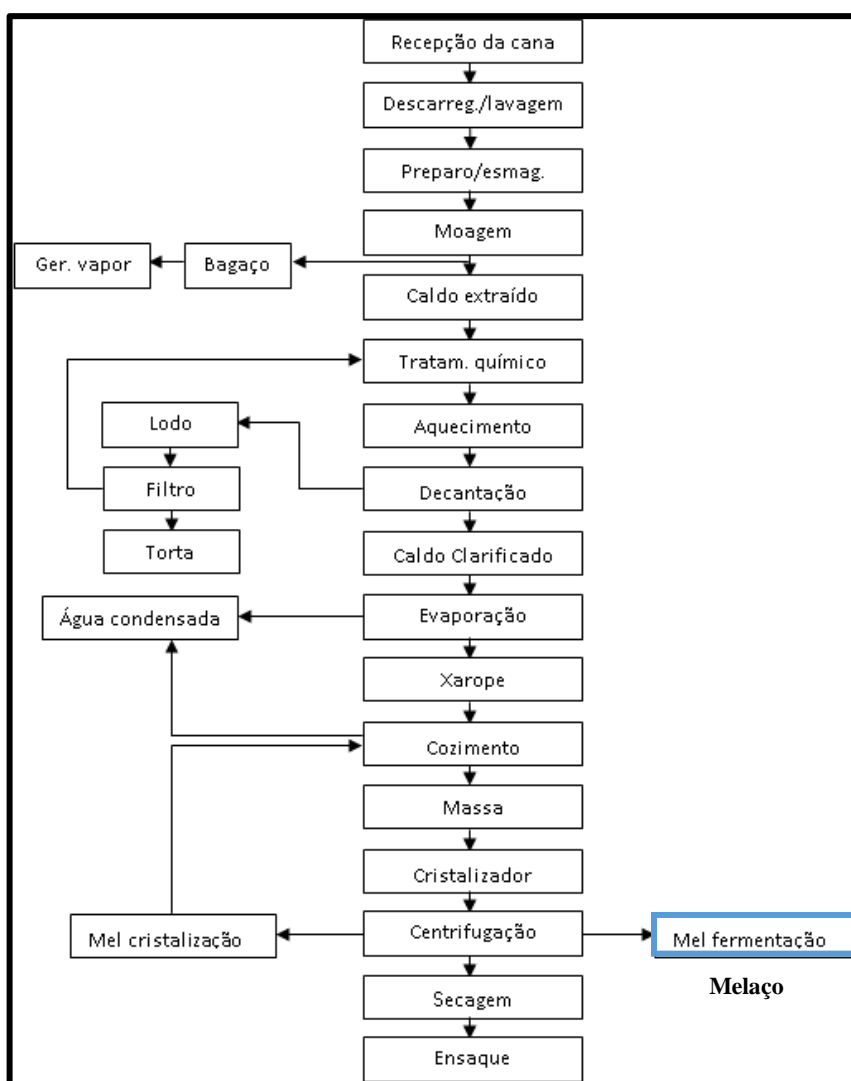 Recepção da cana
Descarreg./lavagem
Preparo/esmag.
Moagem
Ger. vapor
Bagaço
Caldo extraído
Tratam. químico
Lodo
Aquecimento
Filtro
Decantação
Torta
Caldo Clarificado
Água condensada
Evaporação
Xarope
Cozimento
Massa
Cristalizador
Mel cristalização
Centrifugação
Mel fermentação
Melaço
Secagem
Ensaque